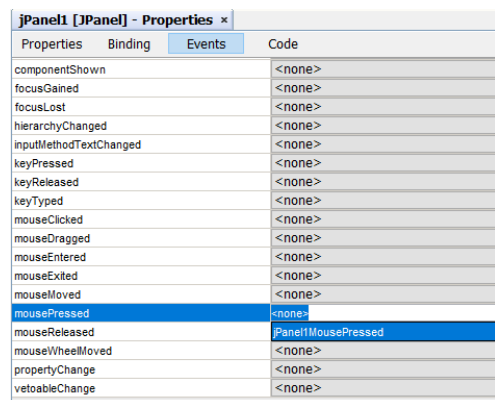 jPanel1 [JPanel] - Properties ×
Properties Binding Events Code
componentShown <none>
focusGained <none>
focusLost <none>
hierarchyChanged <none>
inputMethodTextChanged <none>
keyPressed <none>
keyReleased <none>
keyTyped <none>
mouseClicked <none>
mouseDragged <none>
mouseEntered <none>
mouseExited <none>
mouseMoved <none>
mousePressed <none>
mouseReleased jPanel1MousePressed
mouseWheelMoved <none>
propertyChange <none>
vetoableChange <none>